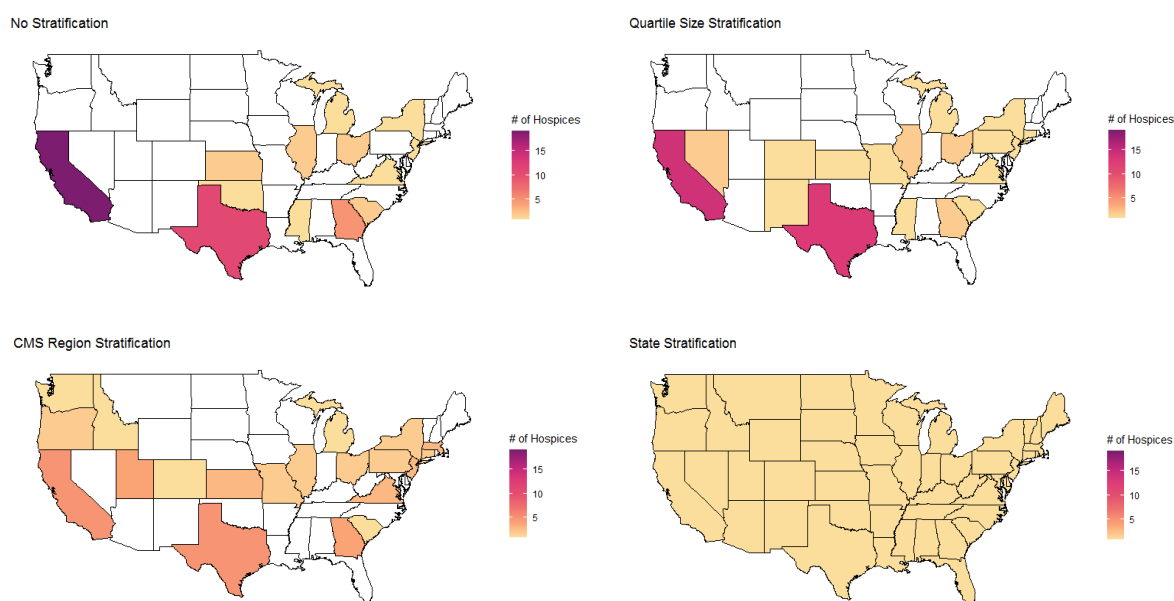 No Stratification
# of Hospices
15
10
5
Quartile Size Stratification
# of Hospices
15
10
5
CMS Region Stratification
# of Hospices
15
10
5
State Stratification
# of Hospices
15
10
5